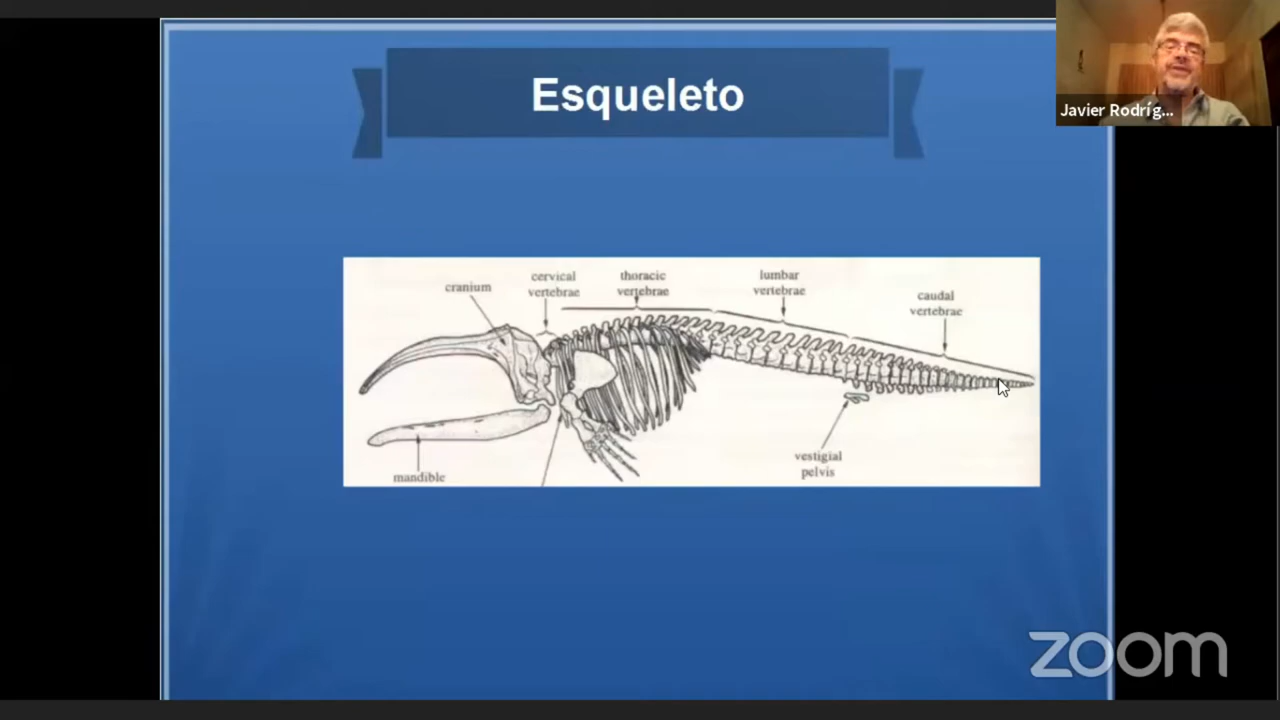 Esqueleto
Javier Rodríg...
cranium
cervical
vertebrae
thoracic
vertebrae
lumbar
vertebrae
caudal
vertebrae
mandible
vestigial
pelvis
zoom